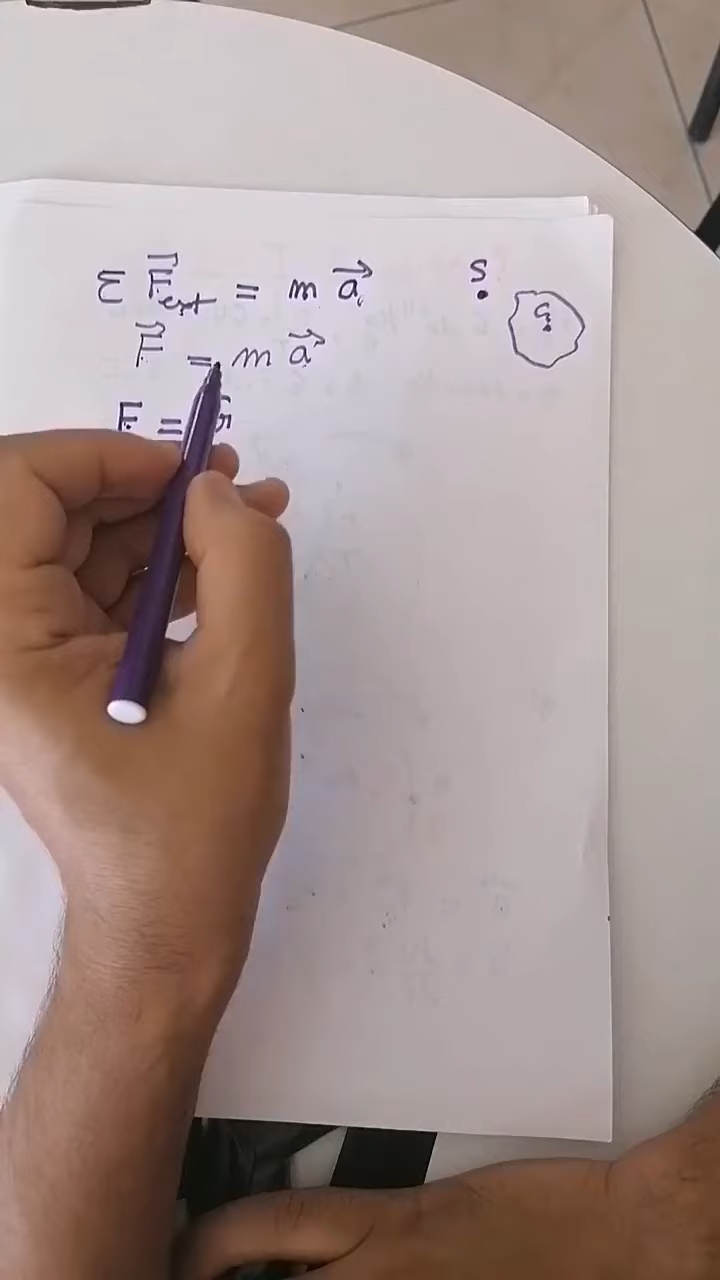 Σ F⃗ext = m a⃗
F⃗ = m a⃗
F =
S
G